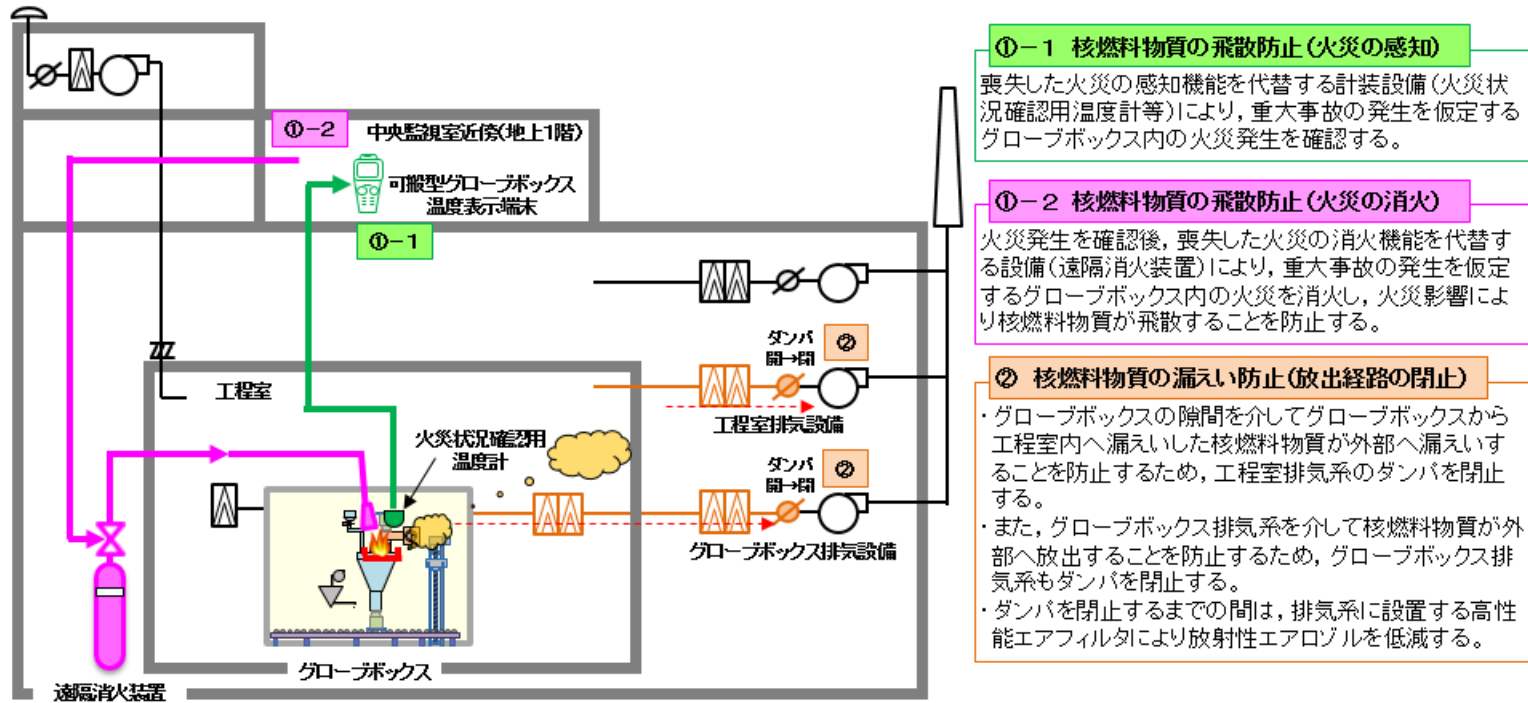 ①-2
中央監視室近傍(地上1階)
可搬型グローブボックス
温度表示端末
①-1
ダンパ
開→閉
②
工程室
工程室排気設備
火災状況確認用
温度計
ダンパ
開→閉
②
グローブボックス排気設備
グローブボックス
遠隔消火装置
①-1 核燃料物質の飛散防止(火災の感知)
喪失した火災の感知機能を代替する計装設備(火災状
況確認用温度計等)により,重大事故の発生を仮定する
グローブボックス内の火災発生を確認する。
①-2 核燃料物質の飛散防止(火災の消火)
火災発生を確認後,喪失した火災の消火機能を代替す
る設備(遠隔消火装置)により,重大事故の発生を仮定
するグローブボックス内の火災を消火し,火災影響によ
り核燃料物質が飛散することを防止する。
② 核燃料物質の漏えい防止(放出経路の閉止)
・グローブボックスの隙間を介してグローブボックスから
工程室内へ漏えいした核燃料物質が外部へ漏えいす
ることを防止するため,工程室排気系のダンパを閉止
する。
・また,グローブボックス排気系を介して核燃料物質が外
部へ放出することを防止するため,グローブボックス排
気系もダンパを閉止する。
・ダンパを閉止するまでの間は,排気系に設置する高性
能エアフィルタにより放射性エアロゾルを低減する。